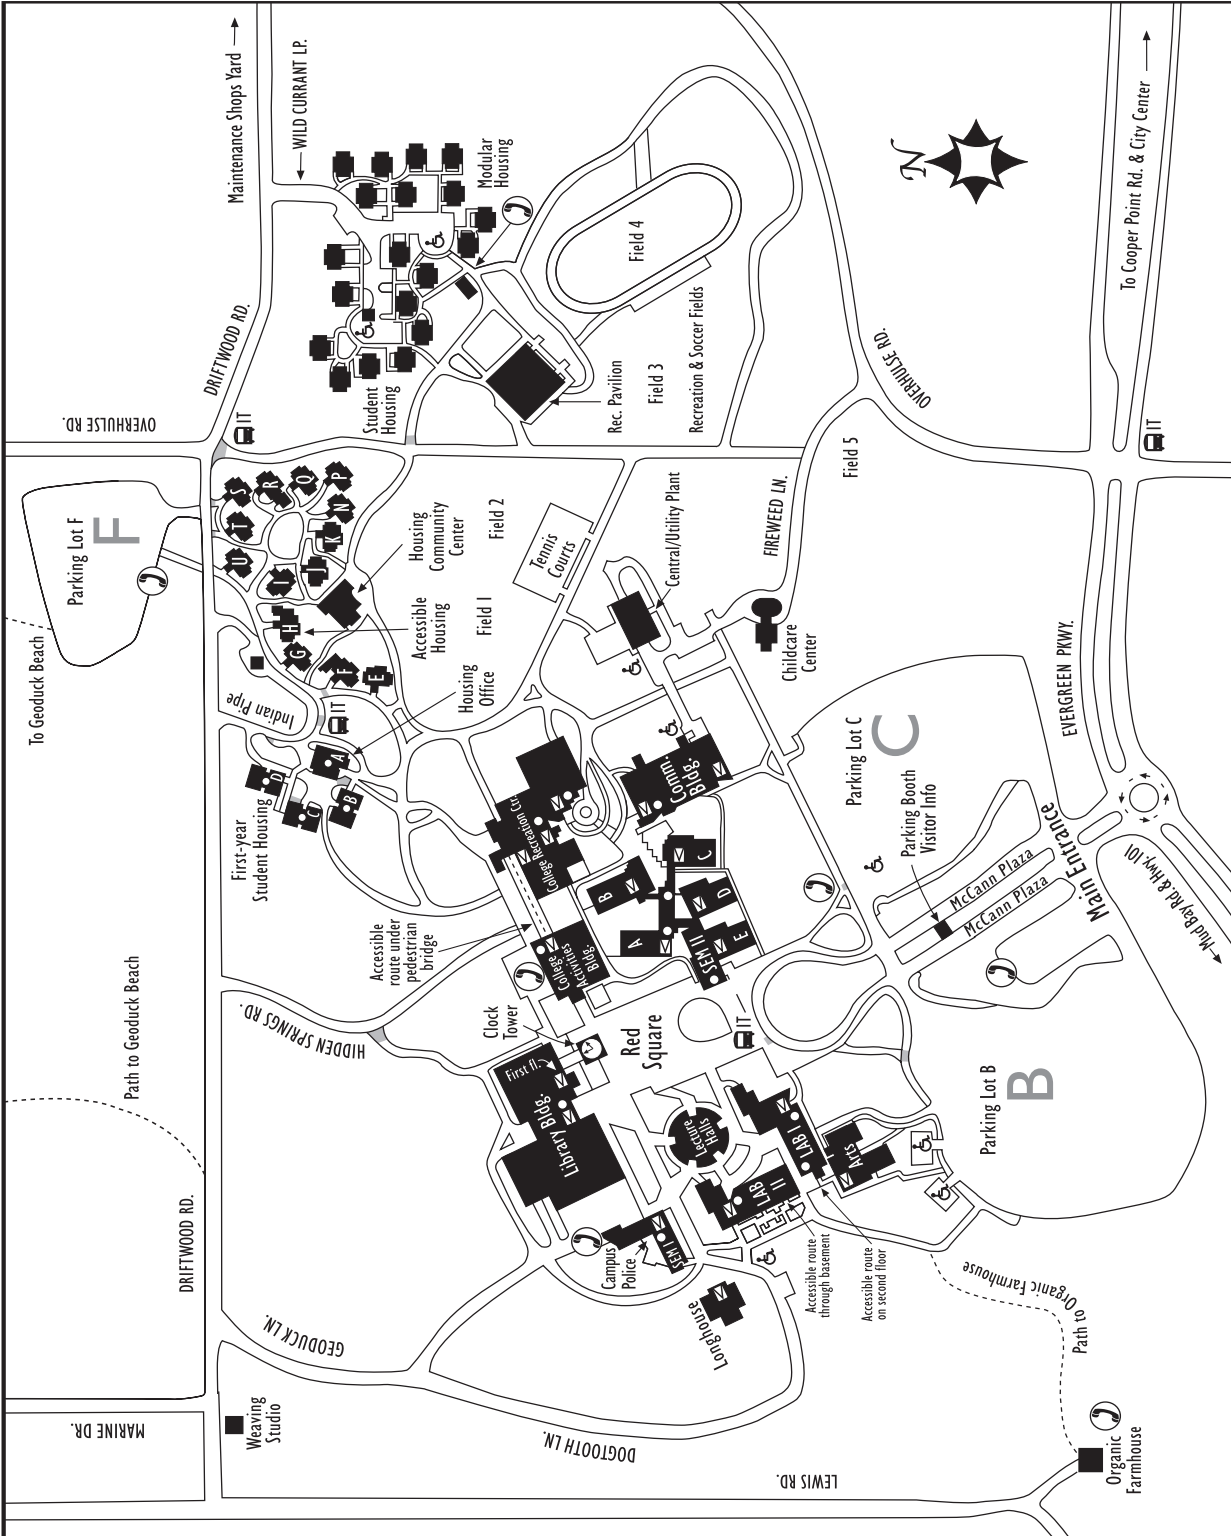 Maintenance Shops Yard
WILD CURRANT LP.
DRIFTWOOD RD.
OVERHULSE RD.
IT
Student
Housing
Modular
Housing
Field 4
Rec. Pavilion
Field 3
Recreation & Soccer Fields
N
To Cooper Point Rd. & City Center
OVERHULSE RD.
IT
Field 5
FIREWEED LN.
Parking Lot F
F
To Geoduck Beach
S
R
Q
P
T
N
U
K
I
J
H
G
F
E
Housing
Community
Center
Field 2
Accessible
Housing
Field 1
Housing
Office
Tennis
Courts
Central/Utility Plant
Childcare
Center
Indian Pipe
IT
A
B
C
D
First-year
Student Housing
College Recreation Ctr.
Comm.
Bldg.
Parking Lot C
C
EVERGREEN PKWY.
Parking Booth
Visitor Info
McCann Plaza
McCann Plaza
Main Entrance
Mud Bay Rd. & Hwy. 101
Accessible
route under
pedestrian
bridge
College
Activities
Bldg.
B
C
A
D
SEM II
E
Clock
Tower
Red
Square
IT
HIDDEN SPRINGS RD.
Path to Geoduck Beach
DRIFTWOOD RD.
First fl.
Library Bldg.
Lecture
Halls
LAB I
LAB II
Arts
Parking Lot B
B
Campus
Police
SEM I
Longhouse
Accessible route
through basement
Accessible route
on second floor
Path to Organic Farmhouse
Organic
Farmhouse
GEODUCK LN.
MARINE DR.
Weaving
Studio
DOGTOOTH LN.
LEWIS RD.